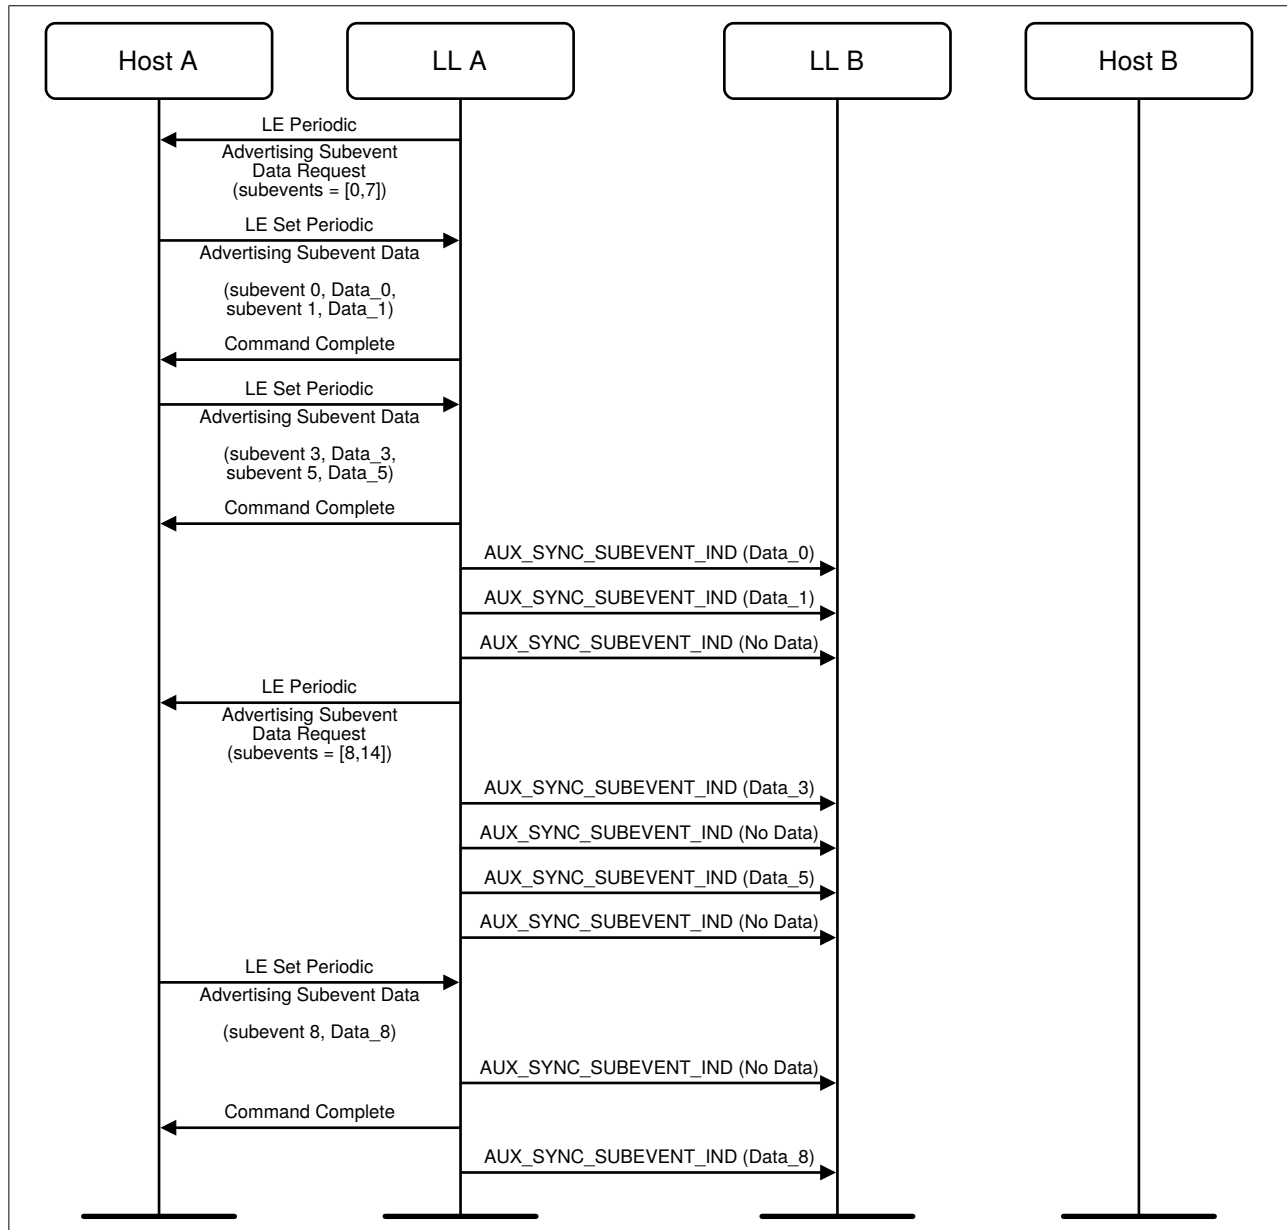 Host A
LL A
LL B
Host B
LE Periodic
Advertising Subevent
Data Request
(subevents = [0,7])
LE Set Periodic
Advertising Subevent Data
(subevent 0, Data_0,
subevent 1, Data_1)
Command Complete
LE Set Periodic
Advertising Subevent Data
(subevent 3, Data_3,
subevent 5, Data_5)
Command Complete
AUX_SYNC_SUBEVENT_IND (Data_0)
AUX_SYNC_SUBEVENT_IND (Data_1)
AUX_SYNC_SUBEVENT_IND (No Data)
LE Periodic
Advertising Subevent
Data Request
(subevents = [8,14])
AUX_SYNC_SUBEVENT_IND (Data_3)
AUX_SYNC_SUBEVENT_IND (No Data)
AUX_SYNC_SUBEVENT_IND (Data_5)
AUX_SYNC_SUBEVENT_IND (No Data)
LE Set Periodic
Advertising Subevent Data
(subevent 8, Data_8)
AUX_SYNC_SUBEVENT_IND (No Data)
Command Complete
AUX_SYNC_SUBEVENT_IND (Data_8)